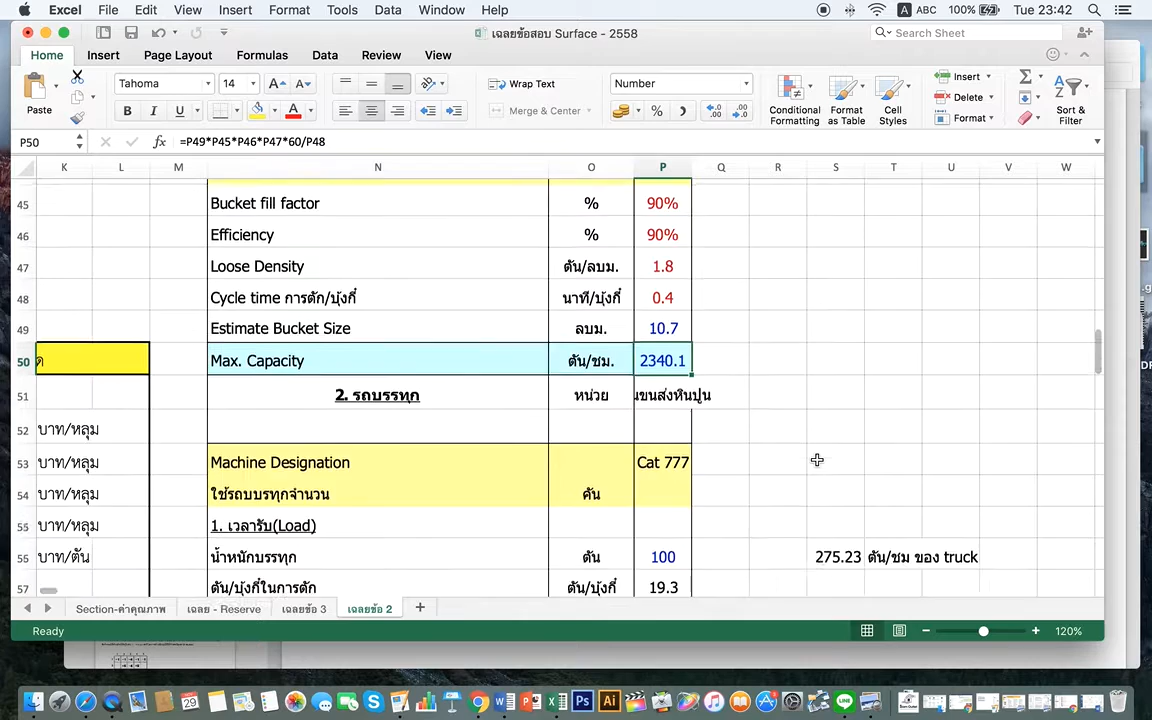 Excel File Edit View Insert Format Tools Data Window Help A ABC 100% Tue 23:42
เฉลยข้อสอบ Surface - 2558 Search Sheet
Home Insert Page Layout Formulas Data Review View
Tahoma 14 Wrap Text Number Insert
Paste B I U A Merge & Center % Conditional Formatting Format as Table Cell Styles Delete Format Sort & Filter
P50 fx =P49*P45*P46*P47*60/P48
K L M N O P Q R S T U V W
45 Bucket fill factor % 90%
46 Efficiency % 90%
47 Loose Density ตัน/ลบม. 1.8
48 Cycle time การตัก/บุ้งกี๋ นาที/บุ้งกี๋ 0.4
49 Estimate Bucket Size ลบม. 10.7
50 ด Max. Capacity ตัน/ชม. 2340.1
51 2. รถบรรทุก หน่วย นขนส่งหินปูน
52 บาท/หลุม
53 บาท/หลุม Machine Designation Cat 777
54 บาท/หลุม ใช้รถบบรทุกจำนวน คัน
55 บาท/หลุม 1. เวลารับ(Load)
56 บาท/ตัน น้ำหนักบรรทุก ตัน 100 275.23 ตัน/ชม ของ truck
57 ตัน/บุ้งกี๋ในการตัก ตัน/บุ้งกี๋ 19.3
Section-ค่าคุณภาพ เฉลย - Reserve เฉลยข้อ 3 เฉลยข้อ 2 +
Ready 120%